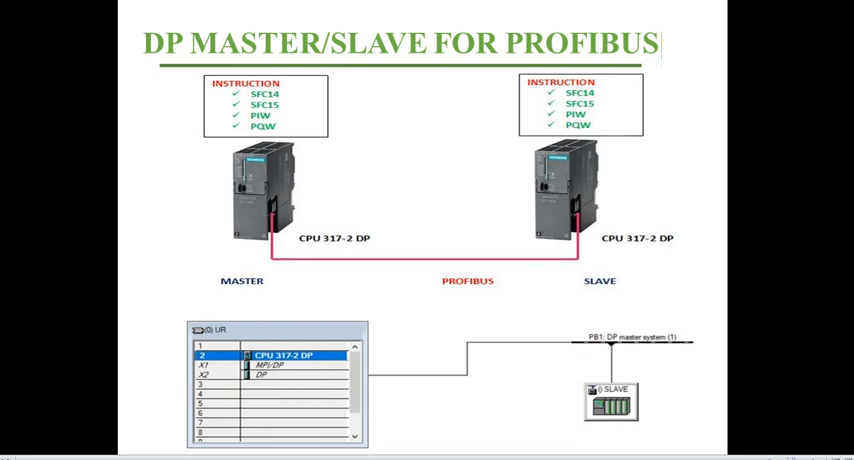 DP MASTER/SLAVE FOR PROFIBUS
INSTRUCTION
✓ SFC14
✓ SFC15
✓ PIW
✓ PQW
INSTRUCTION
✓ SFC14
✓ SFC15
✓ PIW
✓ PQW
SIEMENS
SIEMENS
CPU 317-2 DP
CPU 317-2 DP
MASTER
PROFIBUS
SLAVE
(0) UR
1
2 CPU 317-2 DP
X1 MPI/DP
X2 DP
3
4
5
6
7
8
PB1: DP master system (1)
() SLAVE